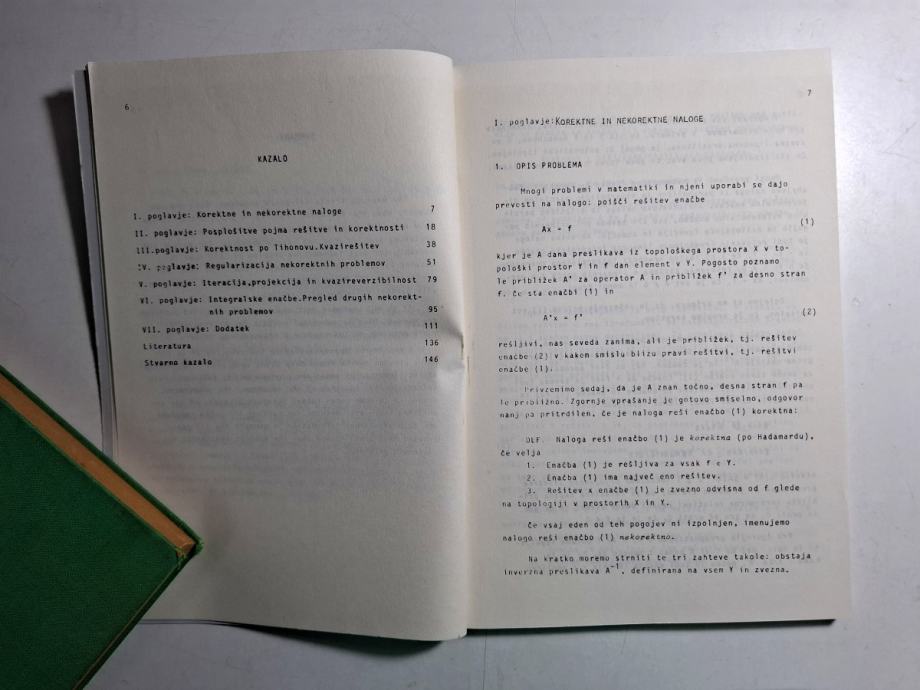 6
KAZALO
I. poglavje: Korektne in nekorektne naloge 7
II. poglavje: Posplošitve pojma rešitve in korektnosti 18
III.poglavje: Korektnost po Tihonovu.Kvazirešitev 38
IV. poglavje: Regularizacija nekorektnih problemov 51
V. poglavje: Iteracija,projekcija in kvazireverzibilnost 79
VI. poglavje: Integralske enačbe.Pregled drugih nekorekt-
nih problemov 95
VII. poglavje: Dodatek 111
Literatura 136
Stvarno kazalo 146
7
I. poglavje:KOREKTNE IN NEKOREKTNE NALOGE
1. OPIS PROBLEMA
Mnogi problemi v matematiki in njeni uporabi se dajo
prevesti na nalogo: poišči rešitev enačbe
Ax = f (1)
kjer je A dana preslikava iz topološkega prostora X v to-
pološki prostor Y in f dan element v Y. Pogosto poznamo
le približek A' za operator A in približek f' za desno stran
f. Če sta enačbi (1) in
A'x = f' (2)
rešljivi, nas seveda zanima, ali je približek, tj. rešitev
enačbe (2) v kakem smislu blizu pravi rešitvi, tj. rešitvi
enačbe (1).
Privzemimo sedaj, da je A znan točno, desna stran f pa
le približno. Zgornje vprašanje je gotovo smiselno, odgovor
nanj pa pritrdilen, če je naloga reši enačbo (1) korektna:
DEF. Naloga reši enačbo (1) je korektna (po Hadamardu),
če velja
1. Enačba (1) je rešljiva za vsak f ∈ Y.
2. Enačba (1) ima največ eno rešitev.
3. Rešitev x enačbe (1) je zvezno odvisna od f glede
na topologiji v prostorih X in Y.
Če vsaj eden od teh pogojev ni izpolnjen, imenujemo
nalogo reši enačbo (1) nekorektno.
Na kratko moremo strniti te tri zahteve takole: obstaja
inverzna preslikava A⁻¹, definirana na vsem Y in zvezna.